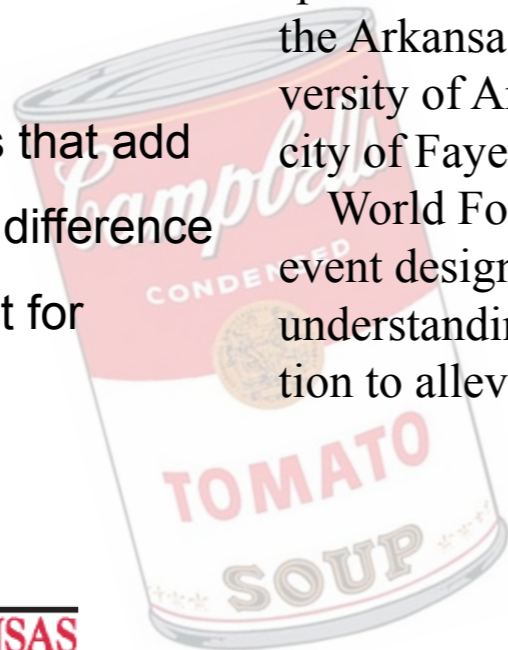 s that add
difference
t for
the Arkansa
versity of A
city of Faye
World Fo
event design
understandin
tion to allev
Campbell's
CONDENSED
TOMATO
SOUP
NSAS